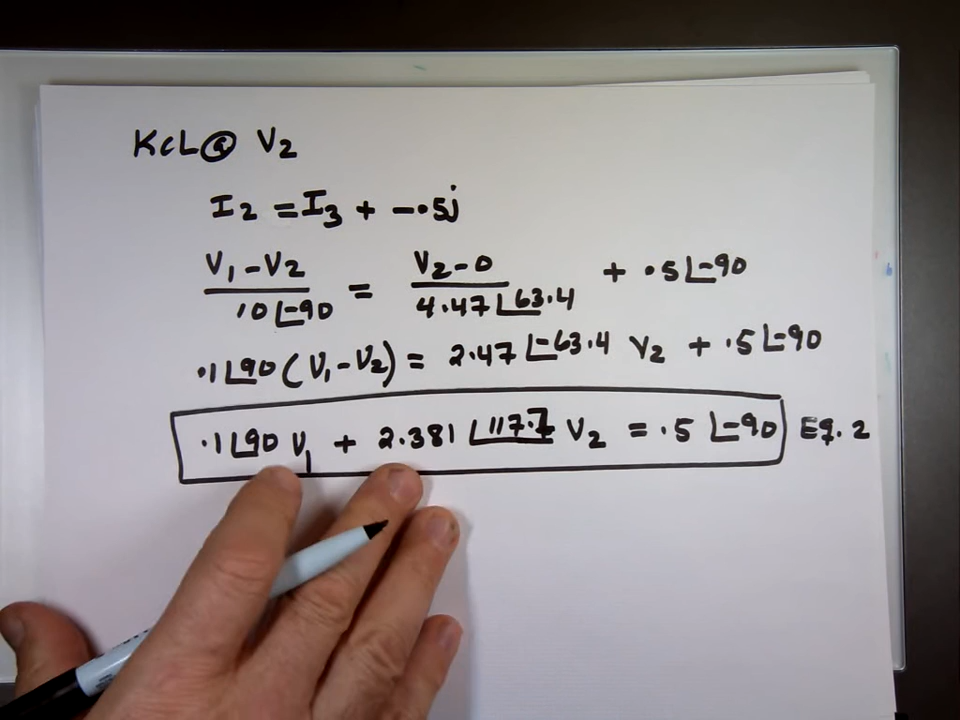 KCL@ V2
I2 = I3 + -.5j
V1 - V2 / 10∠-90 = V2 - 0 / 4.47∠63.4 + .5∠-90
.1∠90 (V1 - V2) = 2.47∠-63.4 V2 + .5∠-90
.1∠90 V1 + 2.381∠117.7 V2 = .5∠-90 Eq. 2